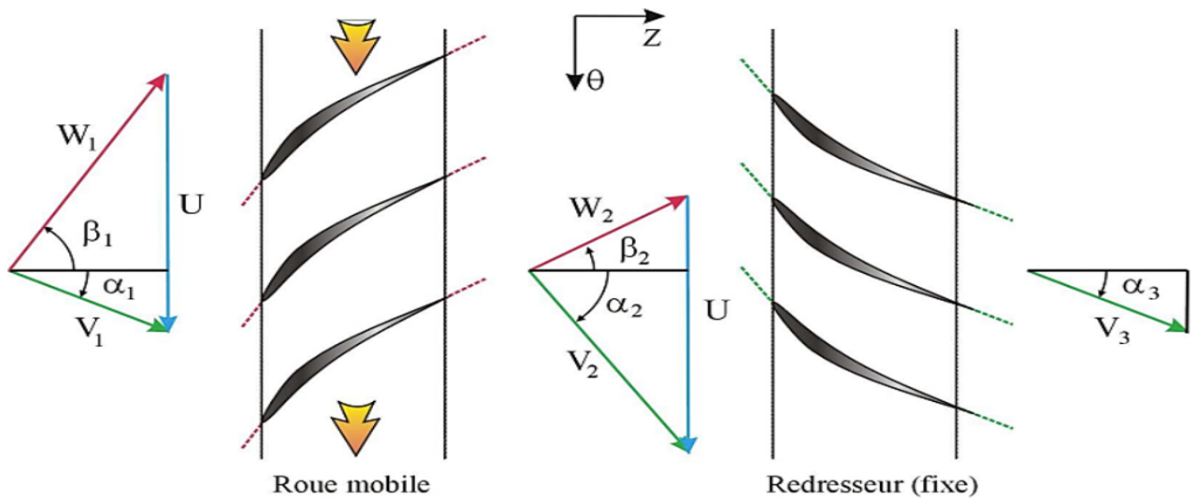 W₁
U
β₁
α₁
V₁
Z
θ
W₂
β₂
α₂
U
V₂
α₃
V₃
Roue mobile
Redresseur (fixe)